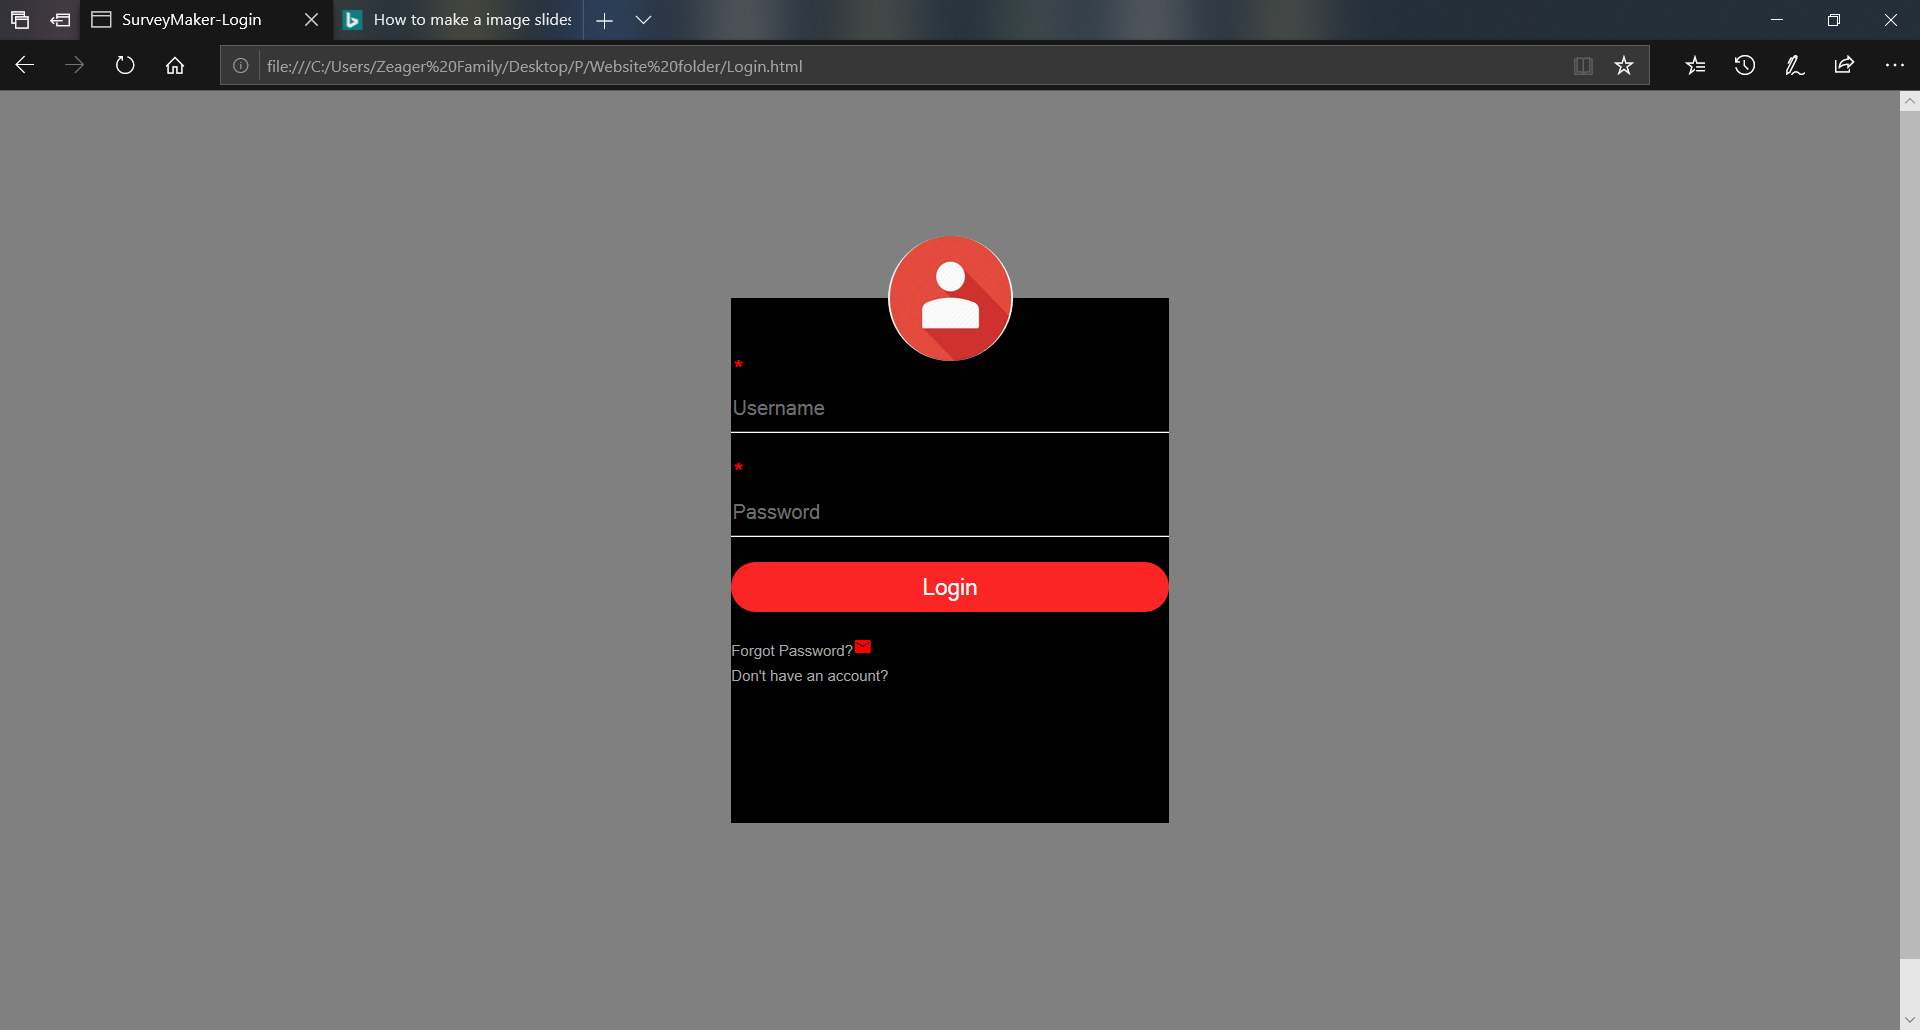 SurveyMaker-Login
How to make a image slides
file:///C:/Users/Zeager%20Family/Desktop/P/Website%20folder/Login.html
*
Username
*
Password
Login
Forgot Password?
Don't have an account?